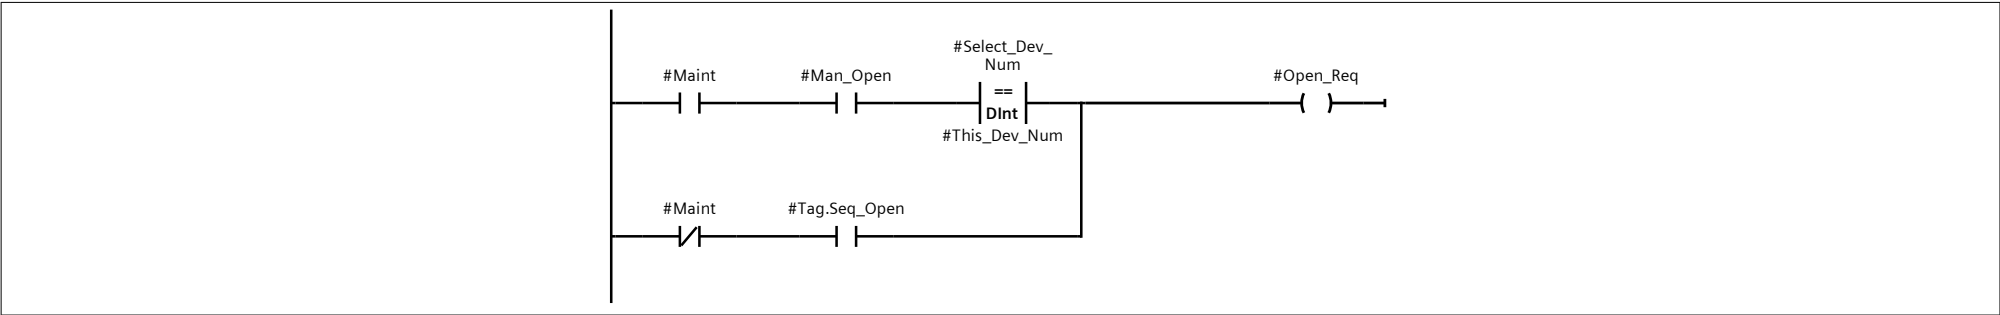 #Select_Dev_
Num
#Maint
#Man_Open
#Open_Req
==
DInt
#This_Dev_Num
#Maint
#Tag.Seq_Open